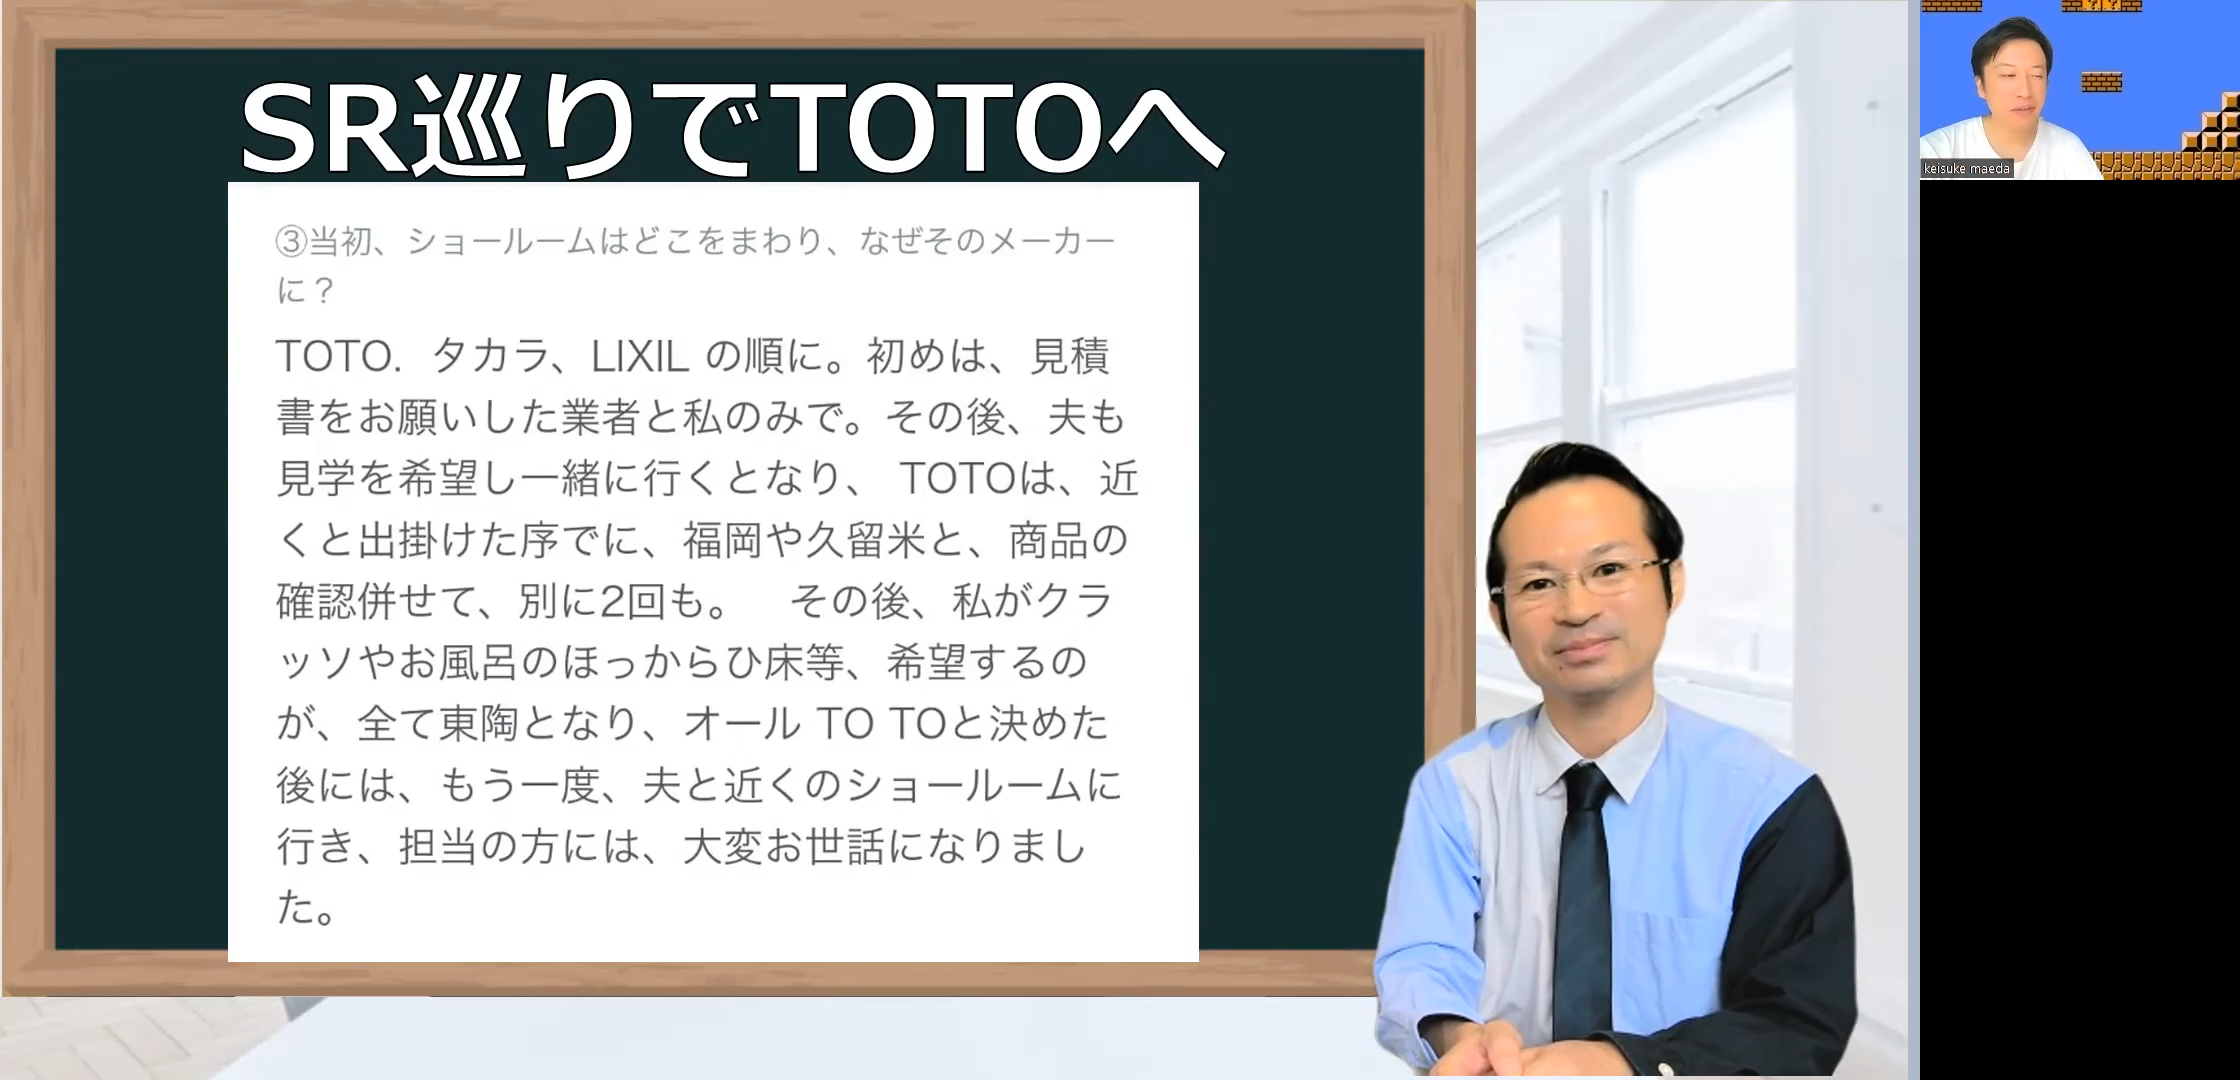 SR巡りでTOTOへ
③当初、ショールームはどこをまわり、なぜそのメーカー
に？
TOTO. タカラ、LIXIL の順に。初めは、見積
書をお願いした業者と私のみで。その後、夫も
見学を希望し一緒に行くとなり、 TOTOは、近
くと出掛けた序でに、福岡や久留米と、商品の
確認併せて、別に2回も。　その後、私がクラ
ッソやお風呂のほっからひ床等、希望するの
が、全て東陶となり、オール TO TOと決めた
後には、もう一度、夫と近くのショールームに
行き、担当の方には、大変お世話になりまし
た。
keisuke maeda